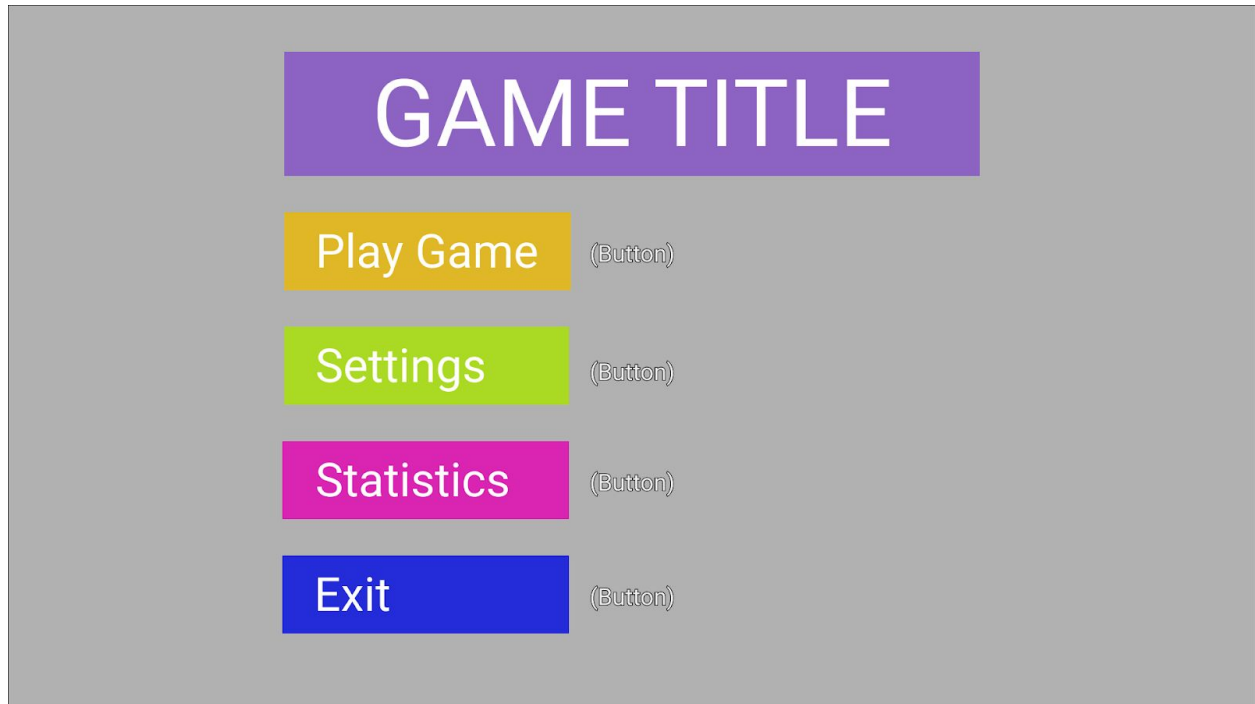 GAME TITLE
Play Game (Button)
Settings (Button)
Statistics (Button)
Exit (Button)